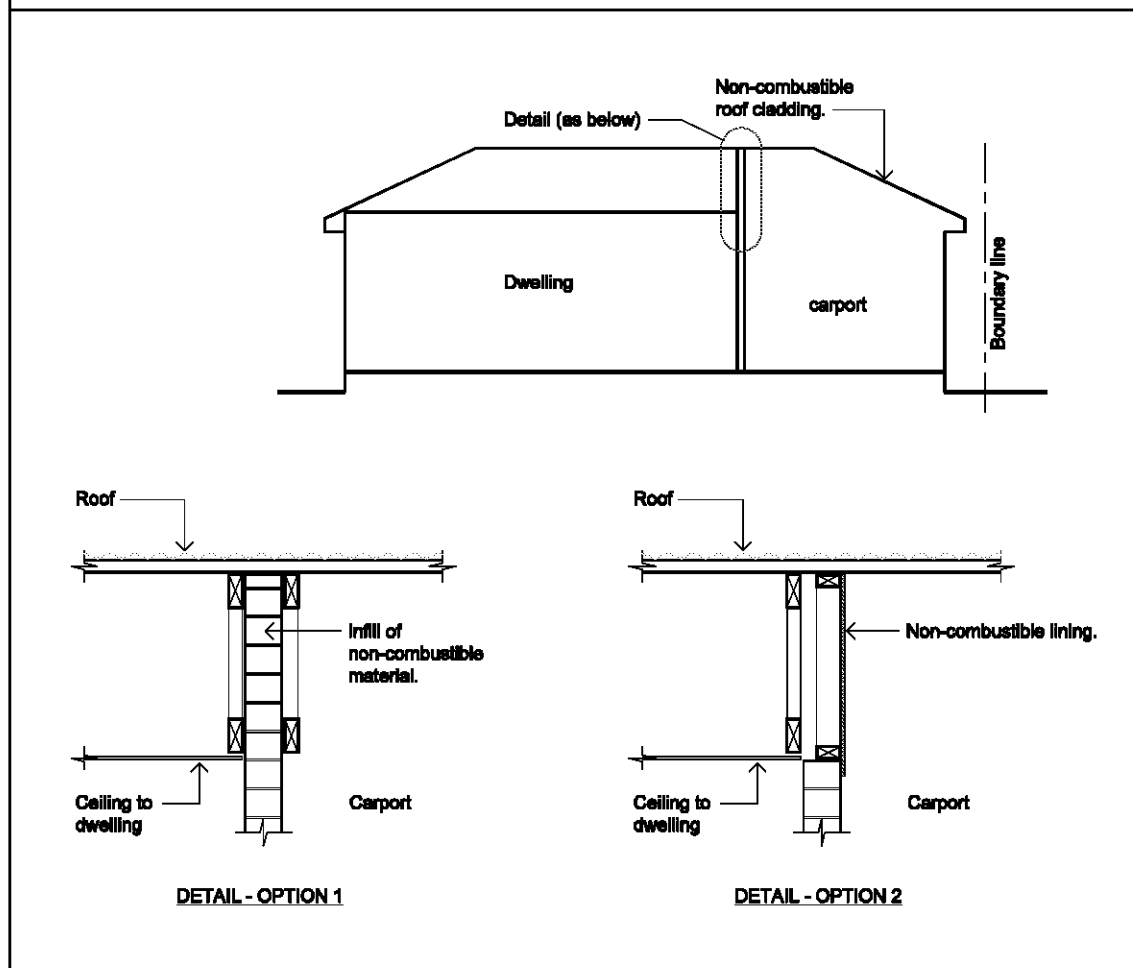 Non-combustible
roof cladding.
Detail (as below)
Dwelling
carport
Boundary line
Roof
Infill of
non-combustible
material.
Ceiling to
dwelling
Carport
DETAIL - OPTION 1
Roof
Non-combustible lining.
Ceiling to
dwelling
Carport
DETAIL - OPTION 2